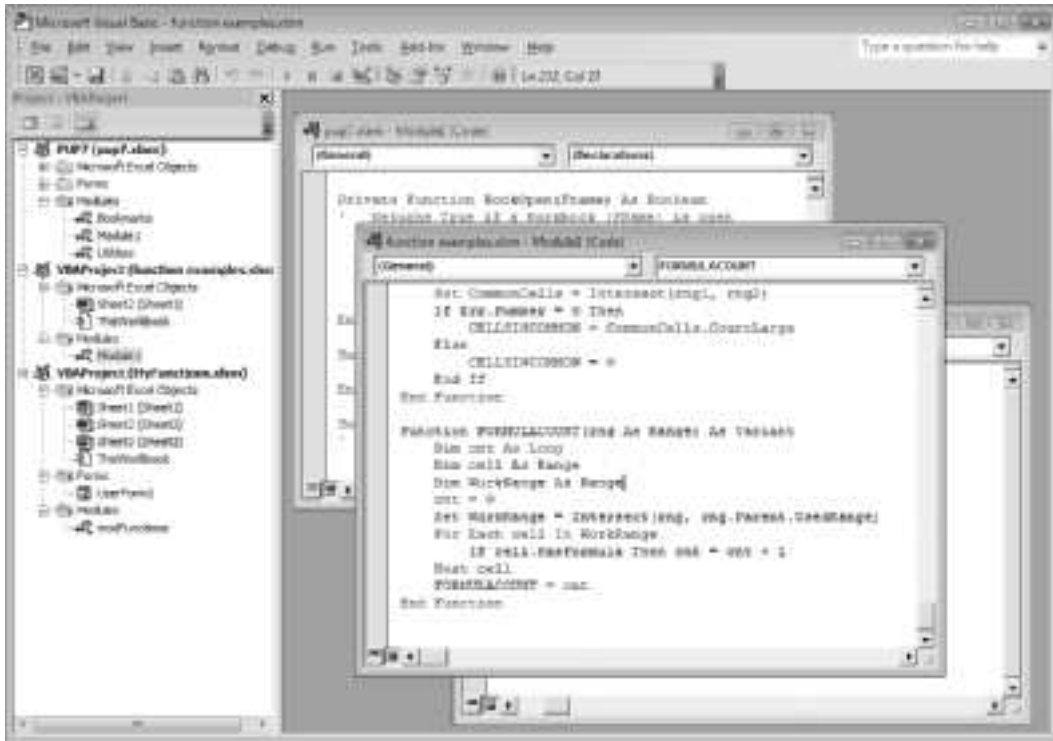 Microsoft Visual Basic - function examples.xlsm
File Edit View Insert Format Debug Run Tools Add-Ins Window Help
Type a question for help
Ln 232, Col 27
Project - VBAProject
PUP7 (pup7.xlam)
Microsoft Excel Objects
Forms
Modules
Bookmarks
Module1
Utilities
VBAProject (function examples.xlsm
Microsoft Excel Objects
Sheet1 (Sheet1)
ThisWorkbook
Modules
Module1
VBAProject (MyFunctions.xlsm)
Microsoft Excel Objects
Sheet1 (Sheet1)
Sheet2 (Sheet2)
Sheet3 (Sheet3)
ThisWorkbook
Forms
UserForm1
Modules
modFunctions
pup7.xlam - Module1 (Code)
(General) (Declarations)
Private Function BookOpen(FName) As Boolean
' Returns True if a workbook (FName) is open
function examples.xlsm - Module1 (Code)
(General) FORMULACOUNT
Set CommonCells = Intersect(rng1, rng2)
If Err.Number = 0 Then
CELLSINCOMMON = CommonCells.CountLarge
Else
CELLSINCOMMON = 0
End If
End Function
Function FORMULACOUNT(rng As Range) As Variant
Dim cnt As Long
Dim cell As Range
Dim WorkRange As Range
cnt = 0
Set WorkRange = Intersect(rng, rng.Parent.UsedRange)
For Each cell In WorkRange
If cell.HasFormula Then cnt = cnt + 1
Next cell
FORMULACOUNT = cnt
End Function